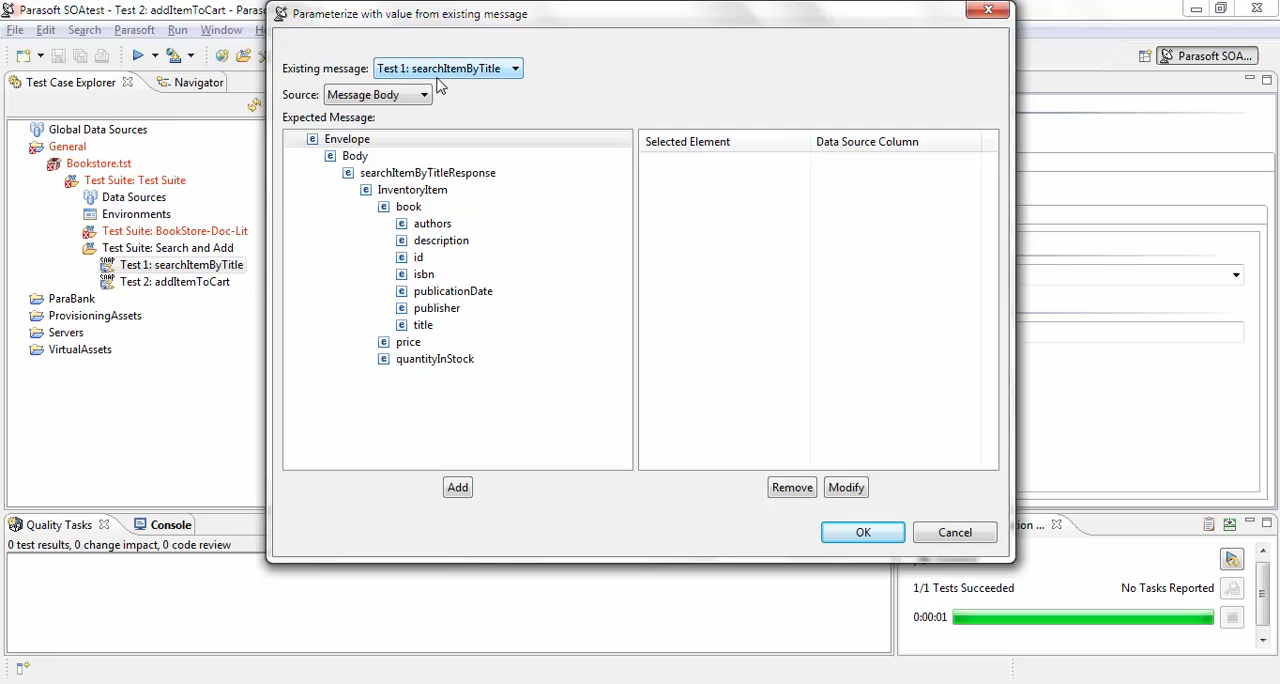 Parasoft SOAtest - Test 2: addItemToCart - Para
Parameterize with value from existing message
File Edit Search Parasoft Run Window
Existing message: Test 1: searchItemByTitle
Parasoft SOA...
Test Case Explorer Navigator
Source: Message Body
Expected Message:
Global Data Sources
General
Bookstore.tst
Test Suite: Test Suite
Data Sources
Environments
Test Suite: BookStore-Doc-Lit
Test Suite: Search and Add
Test 1: searchItemByTitle
Test 2: addItemToCart
ParaBank
ProvisioningAssets
Servers
VirtualAssets
Envelope
Body
searchItemByTitleResponse
InventoryItem
book
authors
description
id
isbn
publicationDate
publisher
title
price
quantityInStock
Selected Element Data Source Column
Add Remove Modify
OK Cancel
Quality Tasks Console
0 test results, 0 change impact, 0 code review
on ...
1/1 Tests Succeeded No Tasks Reported
0:00:01